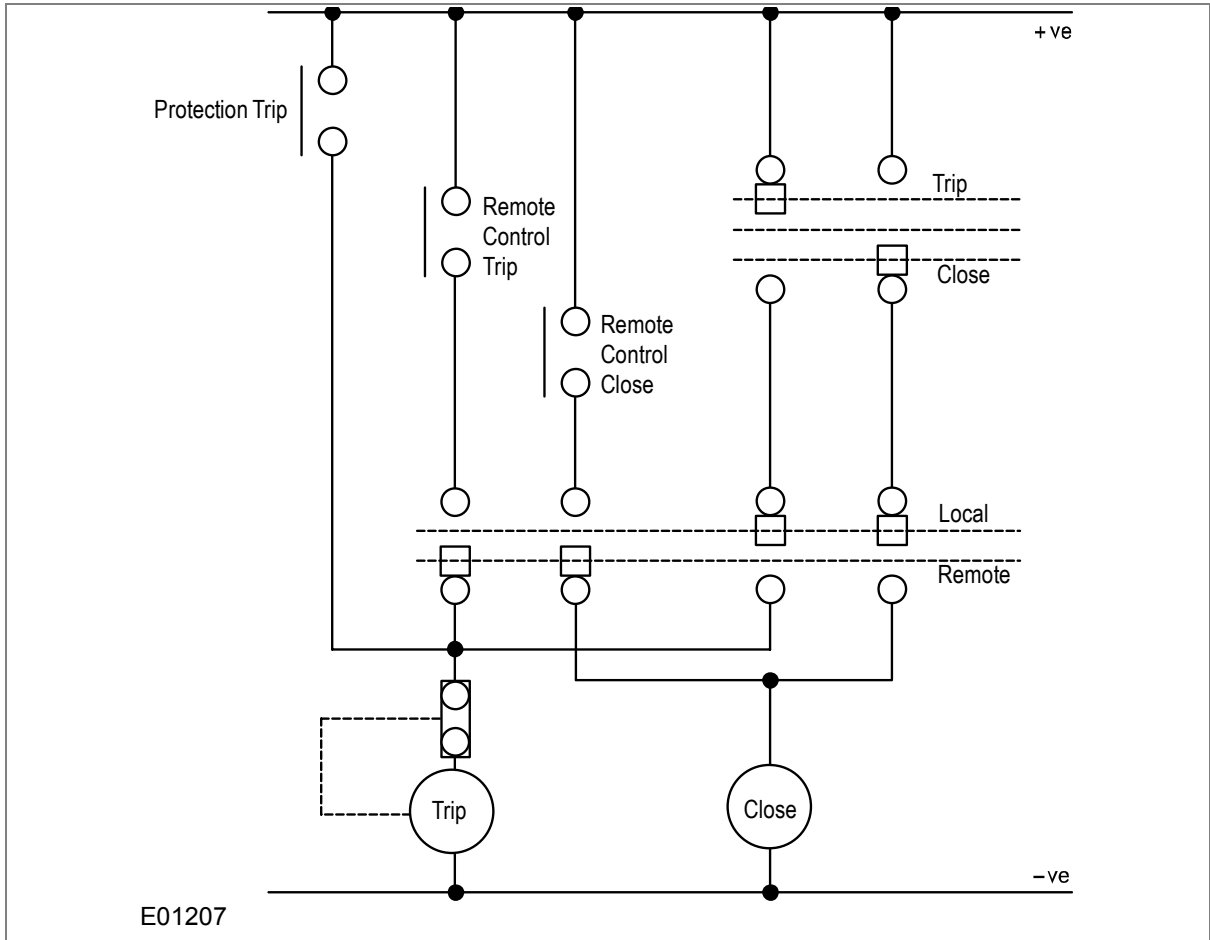 +ve
Protection Trip
Remote
Control
Trip
Trip
Close
Remote
Control
Close
Local
Remote
Trip
Close
−ve
E01207